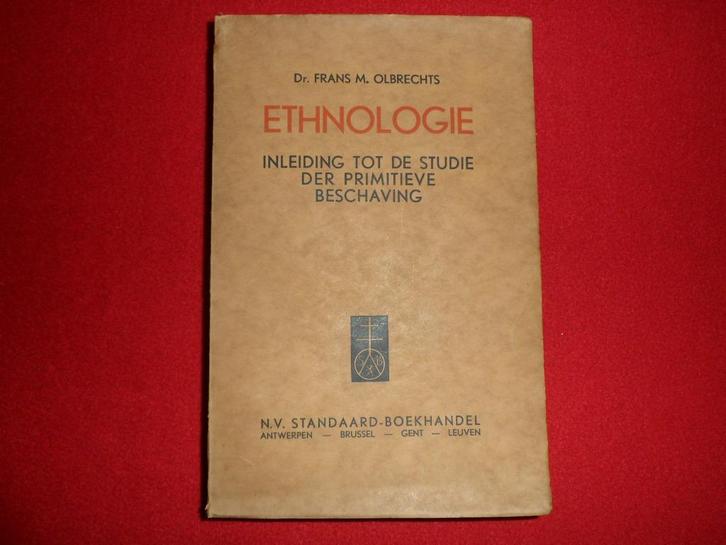 Dr. FRANS M. OLBRECHTS
ETHNOLOGIE
INLEIDING TOT DE STUDIE
DER PRIMITIEVE
BESCHAVING
N.V. STANDAARD-BOEKHANDEL
ANTWERPEN — BRUSSEL — GENT — LEUVEN